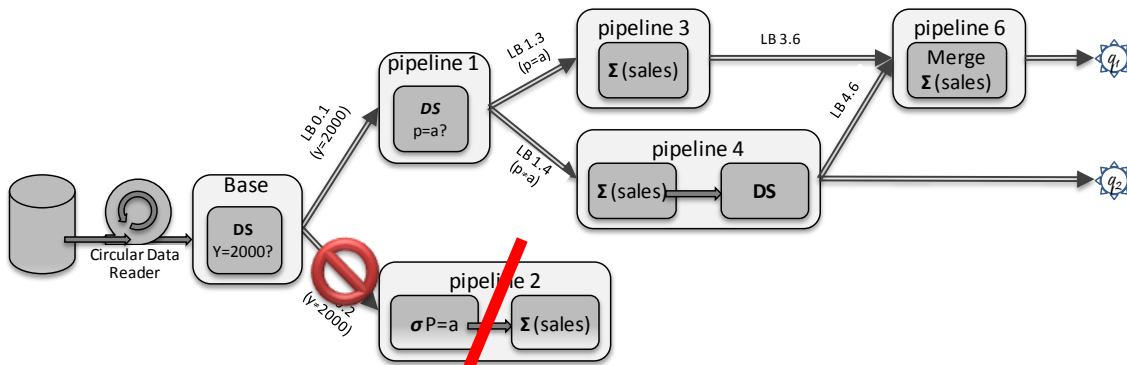 pipeline 3
LB 3.6
pipeline 6
LB 1.3
(p=a)
Σ(sales)
Merge
Σ(sales)
q1
pipeline 1
DS
p=a?
LB 0.1
(y=2000)
LB 4.6
LB 1.4
(p≠a)
pipeline 4
Σ(sales)
DS
q2
Base
DS
Y=2000?
Circular Data
Reader
(y≠2000)
pipeline 2
σ P=a
Σ(sales)